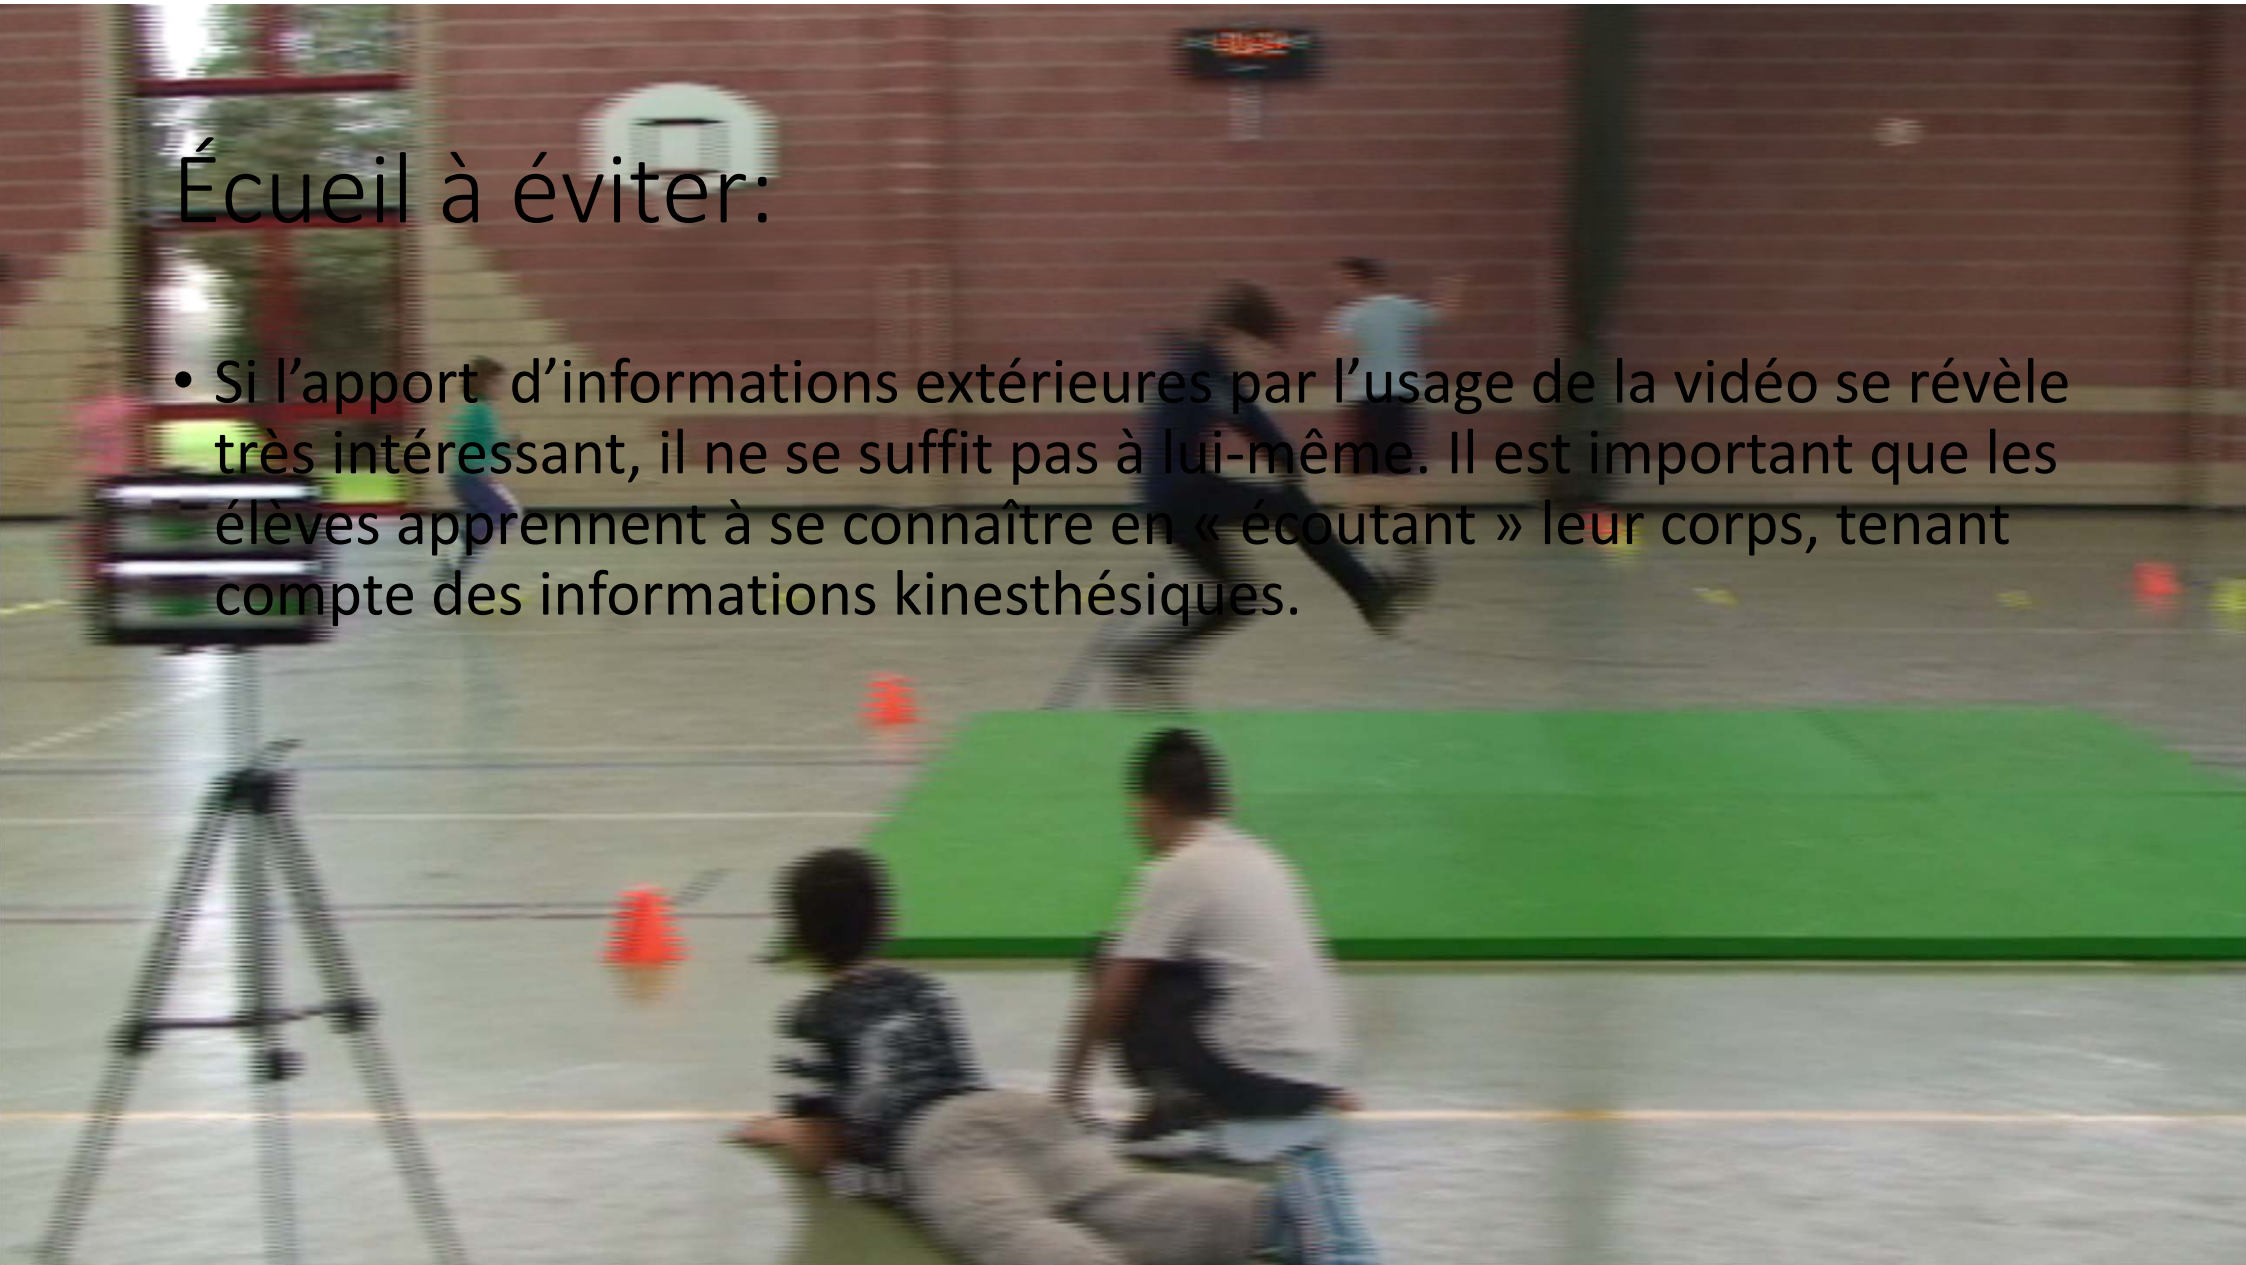 Écueil à éviter:
• Si l’apport  d’informations extérieures par l’usage de la vidéo se révèle
très intéressant, il ne se suffit pas à lui-même. Il est important que les
élèves apprennent à se connaître en « écoutant » leur corps, tenant
compte des informations kinesthésiques.